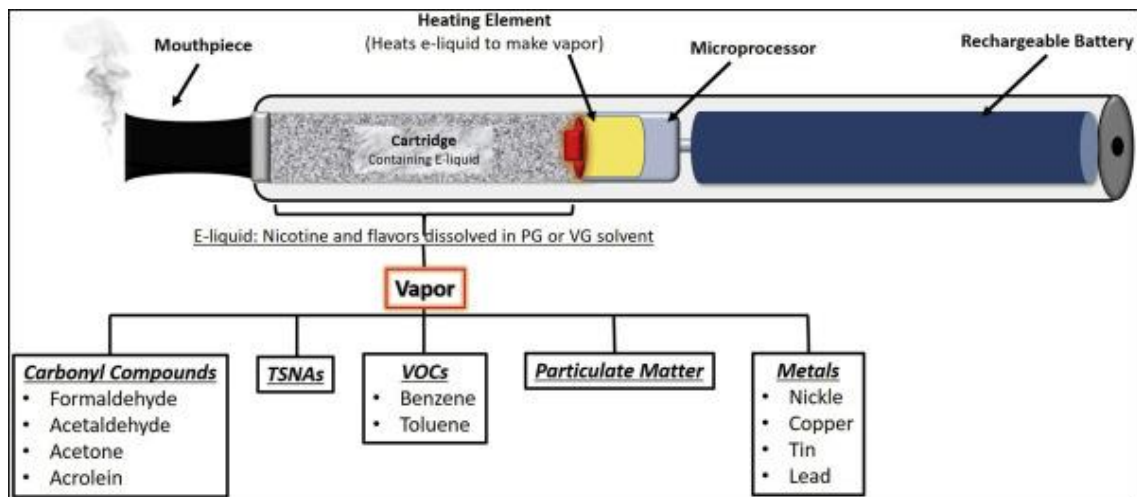 Heating Element
(Heats e-liquid to make vapor)
Mouthpiece
Microprocessor
Rechargeable Battery
Cartridge
Containing E-liquid
E-liquid: Nicotine and flavors dissolved in PG or VG solvent
Vapor
Carbonyl Compounds
• Formaldehyde
• Acetaldehyde
• Acetone
• Acrolein
TSNAs
VOCs
• Benzene
• Toluene
Particulate Matter
Metals
• Nickle
• Copper
• Tin
• Lead